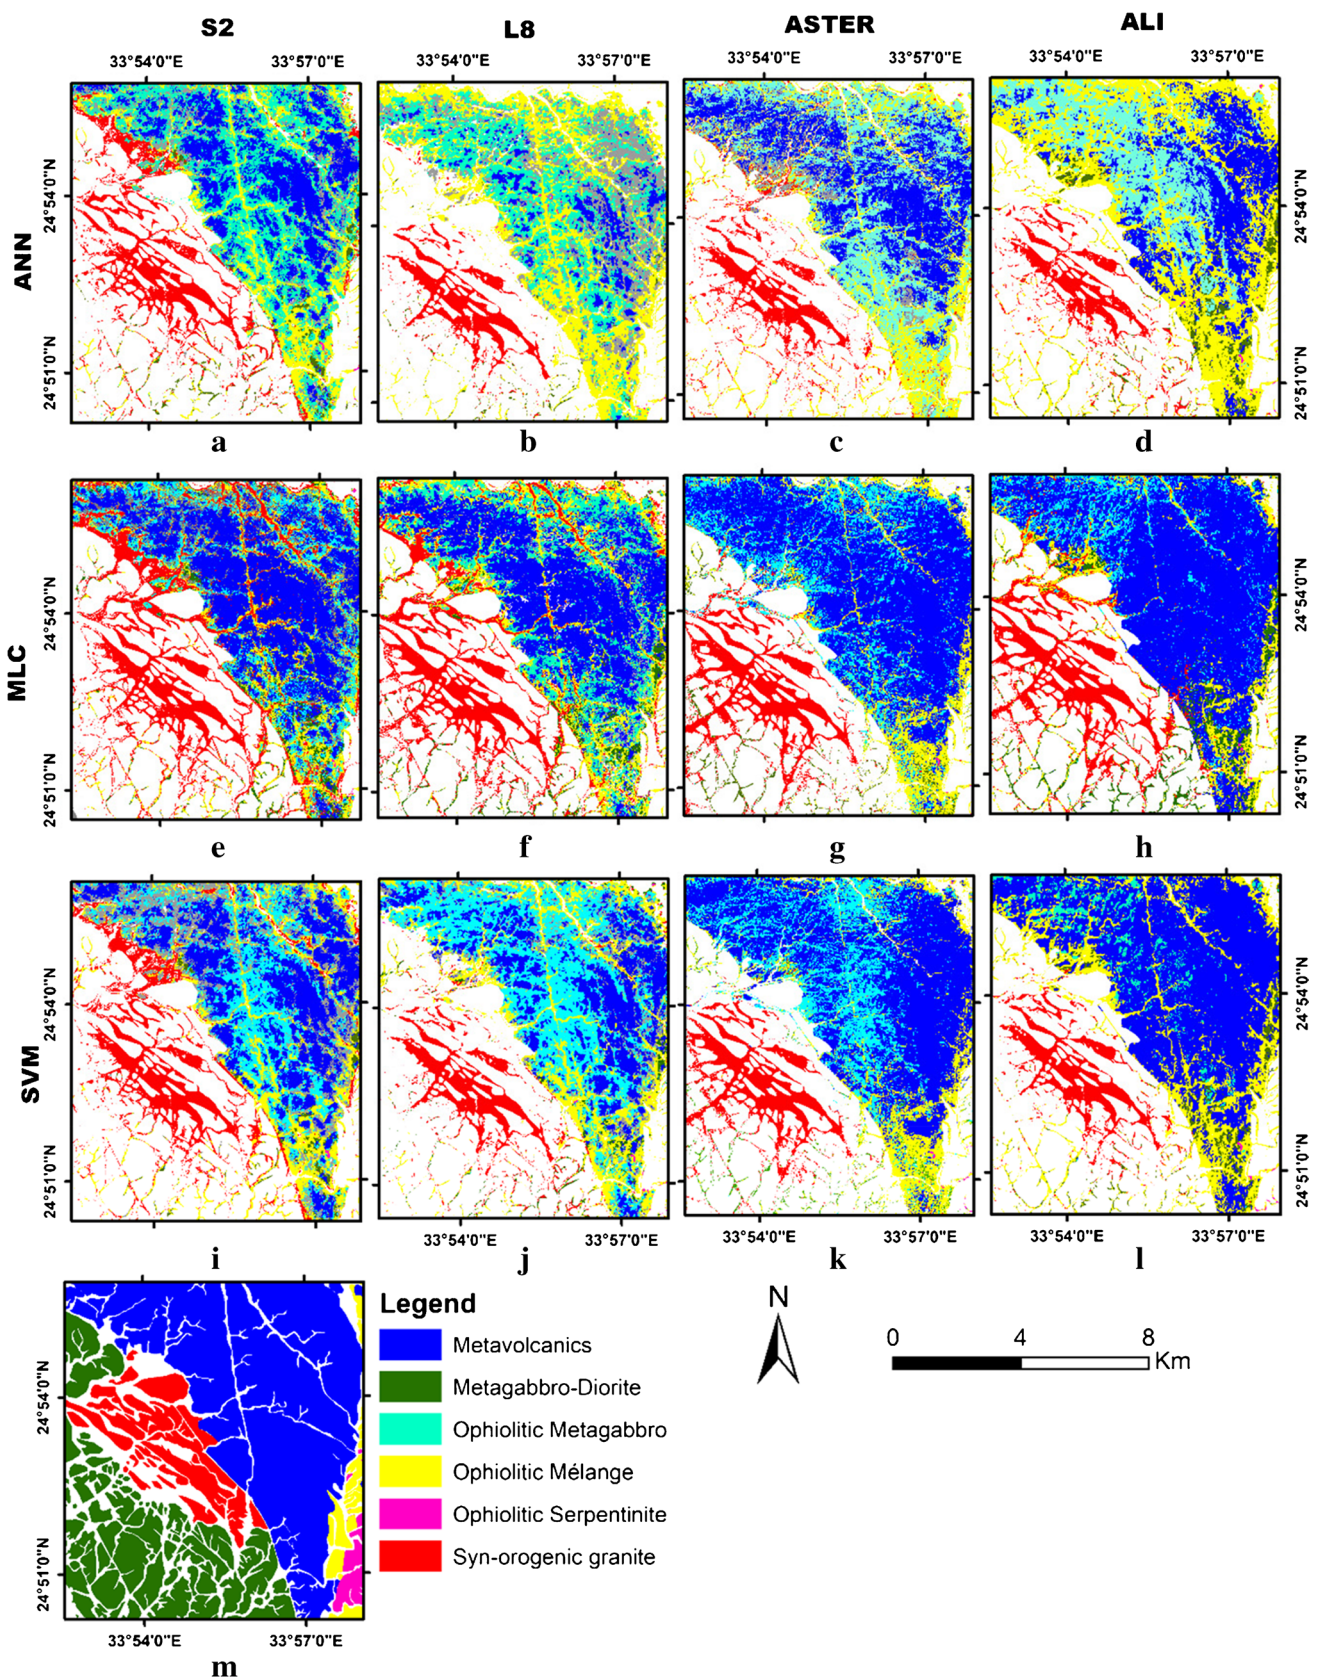 S2 L8 ASTER ALI
33°54'0"E 33°57'0"E 33°54'0"E 33°57'0"E 33°54'0"E 33°57'0"E 33°54'0"E 33°57'0"E
ANN
24°54'0"N
24°51'0"N
24°54'0"N
24°51'0"N
a b c d
MLC
24°54'0"N
24°51'0"N
24°54'0"N
24°51'0"N
e f g h
SVM
24°54'0"N
24°51'0"N
24°54'0"N
24°51'0"N
33°54'0"E 33°57'0"E 33°54'0"E 33°57'0"E 33°54'0"E 33°57'0"E
i j k l
24°54'0"N
24°51'0"N
33°54'0"E 33°57'0"E
m
Legend
Metavolcanics
Metagabbro-Diorite
Ophiolitic Metagabbro
Ophiolitic Mélange
Ophiolitic Serpentinite
Syn-orogenic granite
N
0 4 8
Km